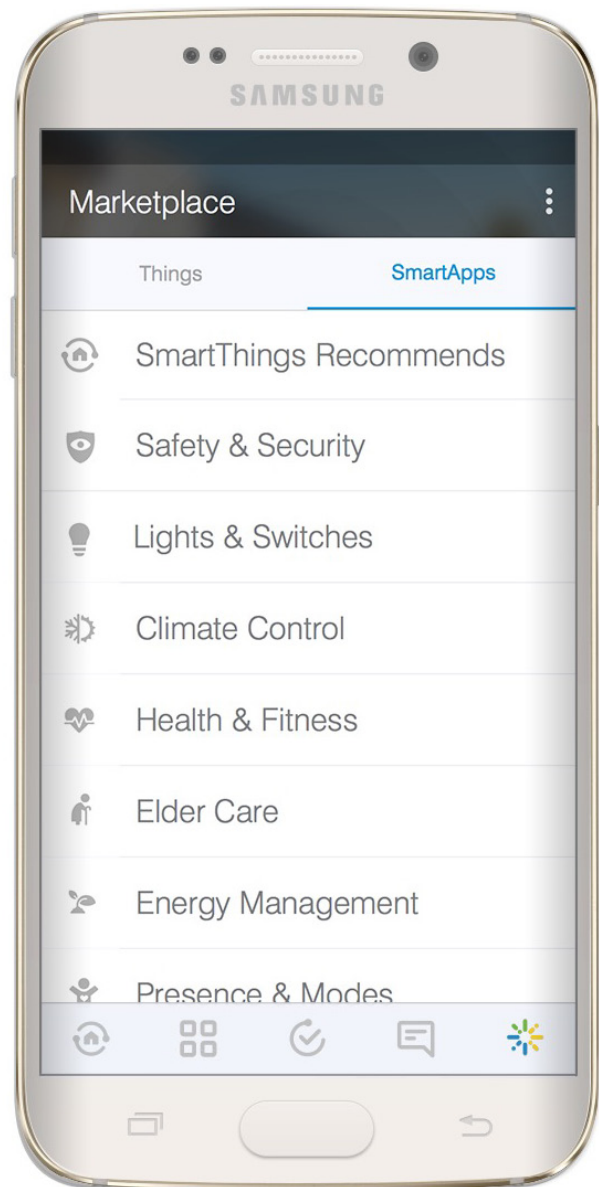 SAMSUNG
Marketplace
Things
SmartApps
SmartThings Recommends
Safety & Security
Lights & Switches
Climate Control
Health & Fitness
Elder Care
Energy Management
Presence & Modes